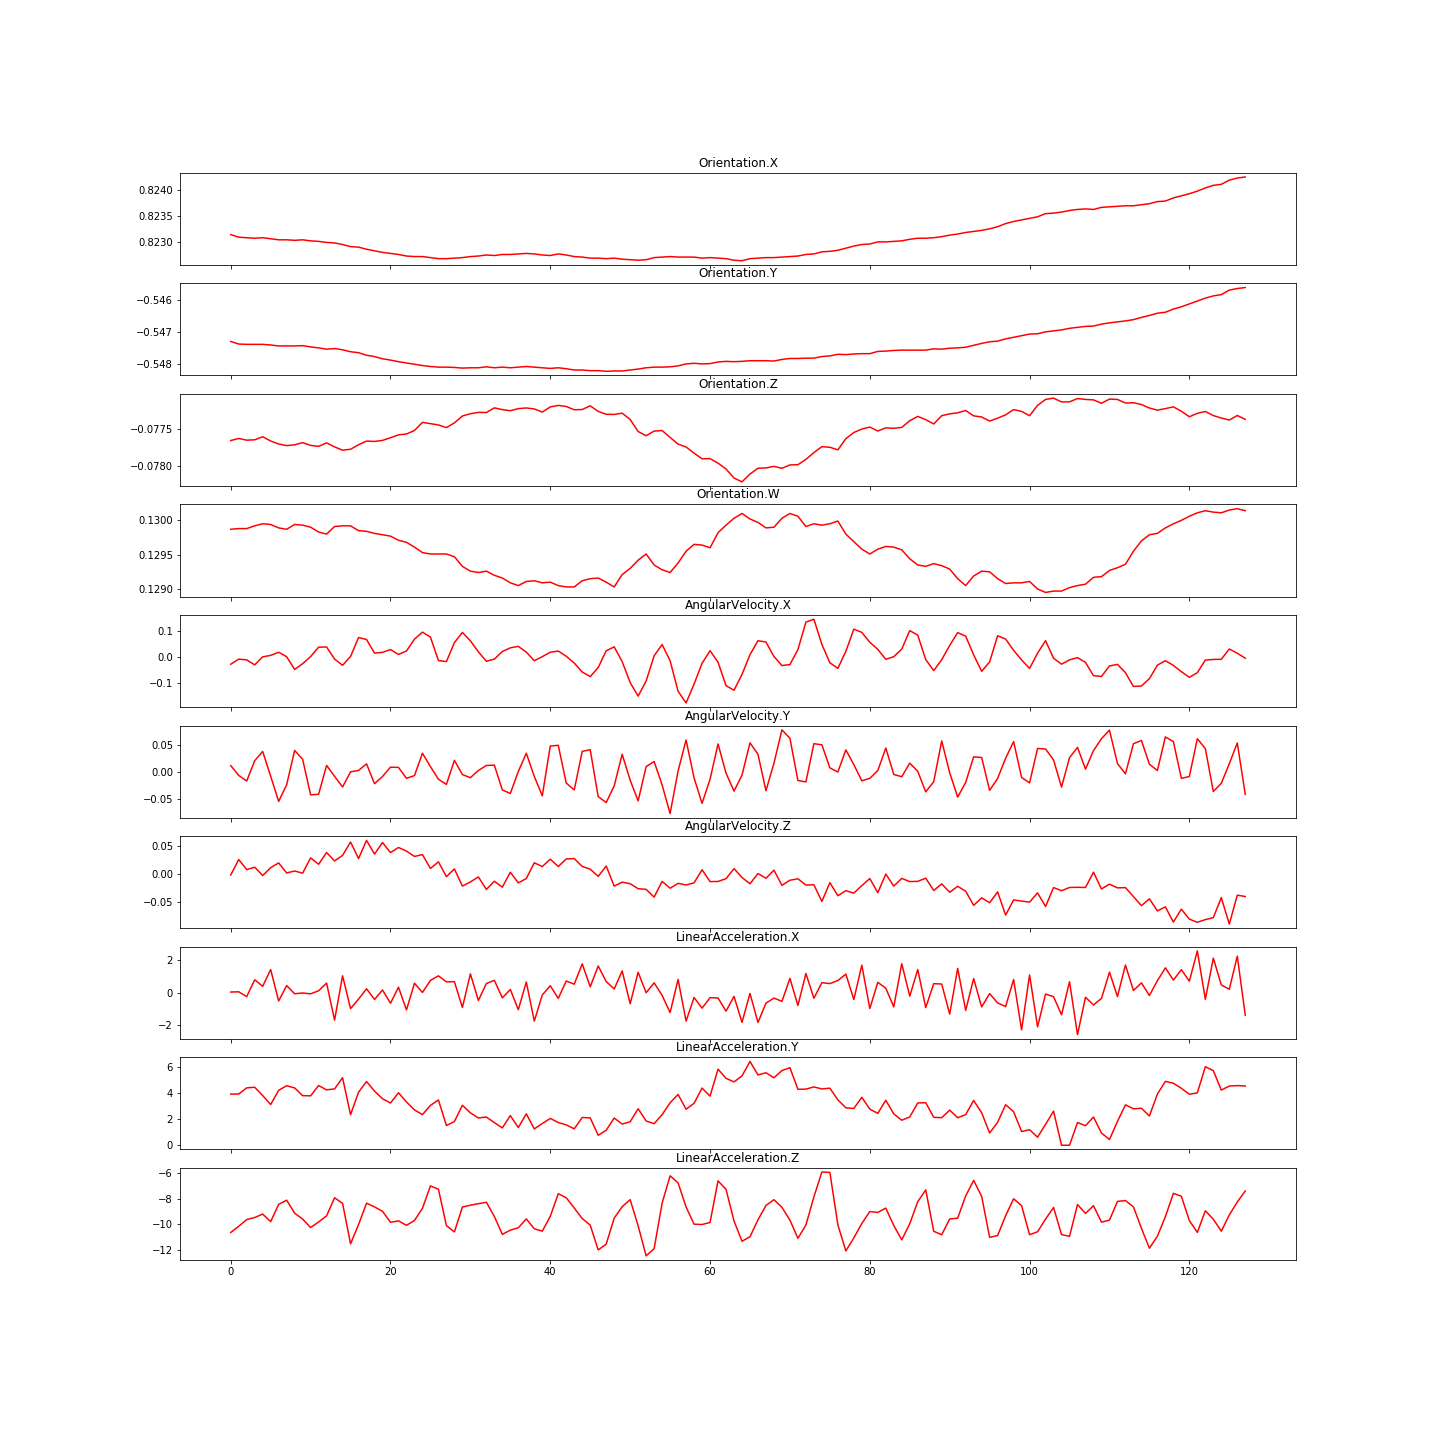 Orientation.X
0.8240
0.8235
0.8230
Orientation.Y
−0.546
−0.547
−0.548
Orientation.Z
−0.0775
−0.0780
Orientation.W
0.1300
0.1295
0.1290
AngularVelocity.X
0.1
0.0
−0.1
AngularVelocity.Y
0.05
0.00
−0.05
AngularVelocity.Z
0.05
0.00
−0.05
LinearAcceleration.X
2
0
−2
LinearAcceleration.Y
6
4
2
0
LinearAcceleration.Z
−6
−8
−10
−12
0 20 40 60 80 100 120